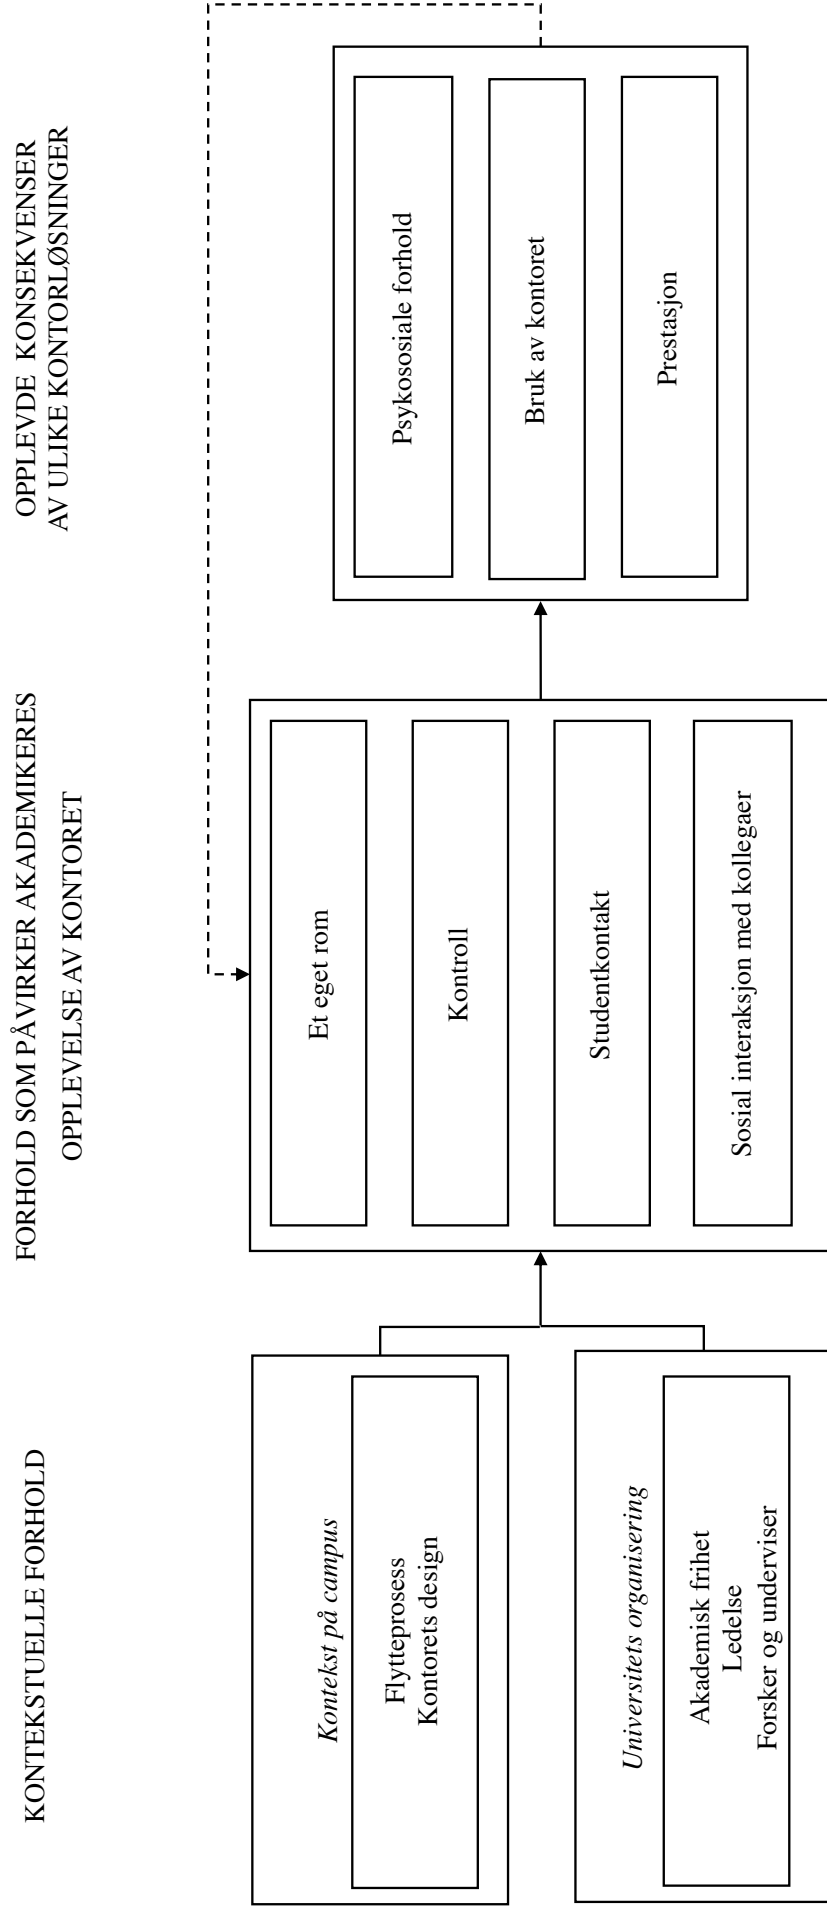 KONTEKSTUELLE FORHOLD
Kontekst på campus
Flytteprosess
Kontorets design
Universitets organisering
Akademisk frihet
Ledelse
Forsker og underviser
FORHOLD SOM PÅVIRKER AKADEMIKERES
OPPLEVELSE AV KONTORET
Et eget rom
Kontroll
Studentkontakt
Sosial interaksjon med kollegaer
OPPLEVDE KONSEKVENSER
AV ULIKE KONTORLØSNINGER
Psykososiale forhold
Bruk av kontoret
Prestasjon